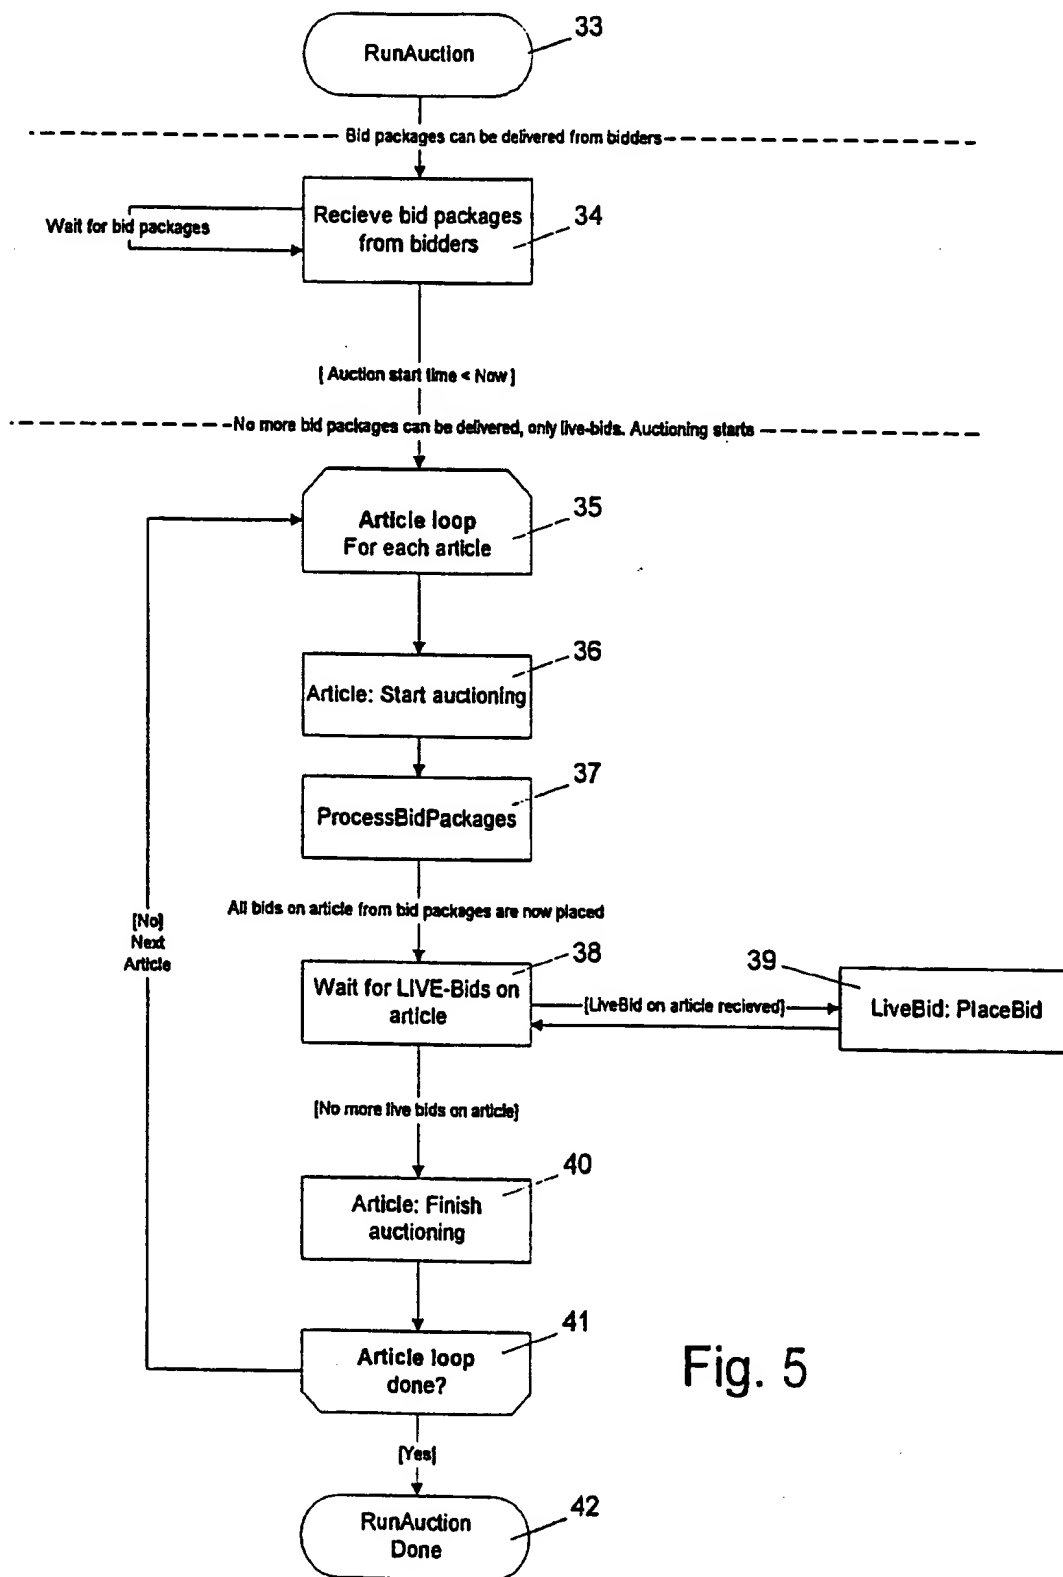 33
RunAuction
Bid packages can be delivered from bidders
Recieve bid packages
from bidders
34
Wait for bid packages
[ Auction start time < Now ]
No more bid packages can be delivered, only live-bids. Auctioning starts
35
Article loop
For each article
36
Article: Start auctioning
37
ProcessBidPackages
All bids on article from bid packages are now placed
[No]
Next
Article
38
Wait for LIVE-Bids on
article
[LiveBid on article recieved]
39
LiveBid: PlaceBid
[No more live bids on article]
40
Article: Finish
auctioning
41
Article loop
done?
Fig. 5
[Yes]
42
RunAuction
Done